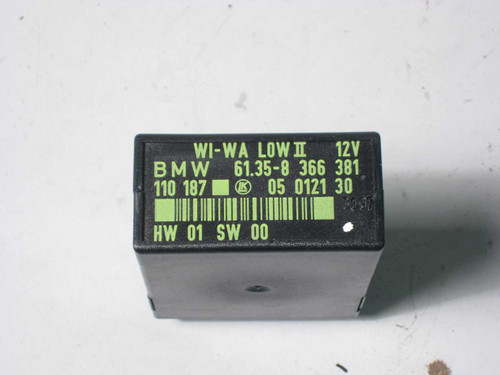 WI-WA LOW II 12V
BMW 61.35-8 366 381
110 187 LK 05 0121 30
HW 01 SW 00